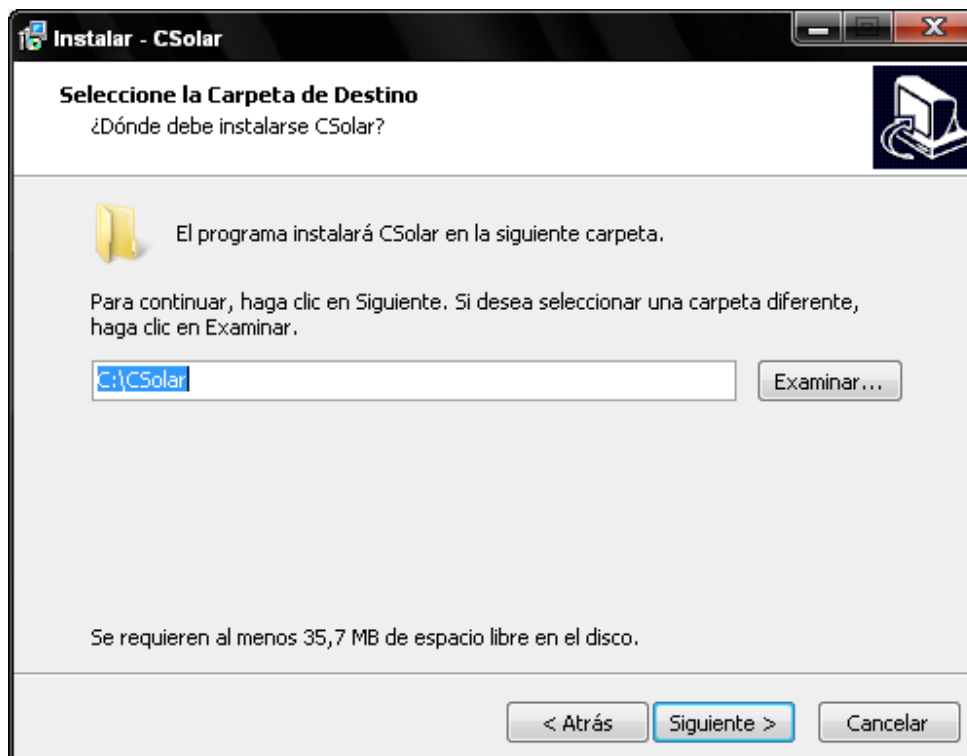 Instalar - CSolar
Seleccione la Carpeta de Destino
¿Dónde debe instalarse CSolar?
El programa instalará CSolar en la siguiente carpeta.
Para continuar, haga clic en Siguiente. Si desea seleccionar una carpeta diferente,
haga clic en Examinar.
C:\CSolar
Examinar...
Se requieren al menos 35,7 MB de espacio libre en el disco.
< Atrás
Siguiente >
Cancelar